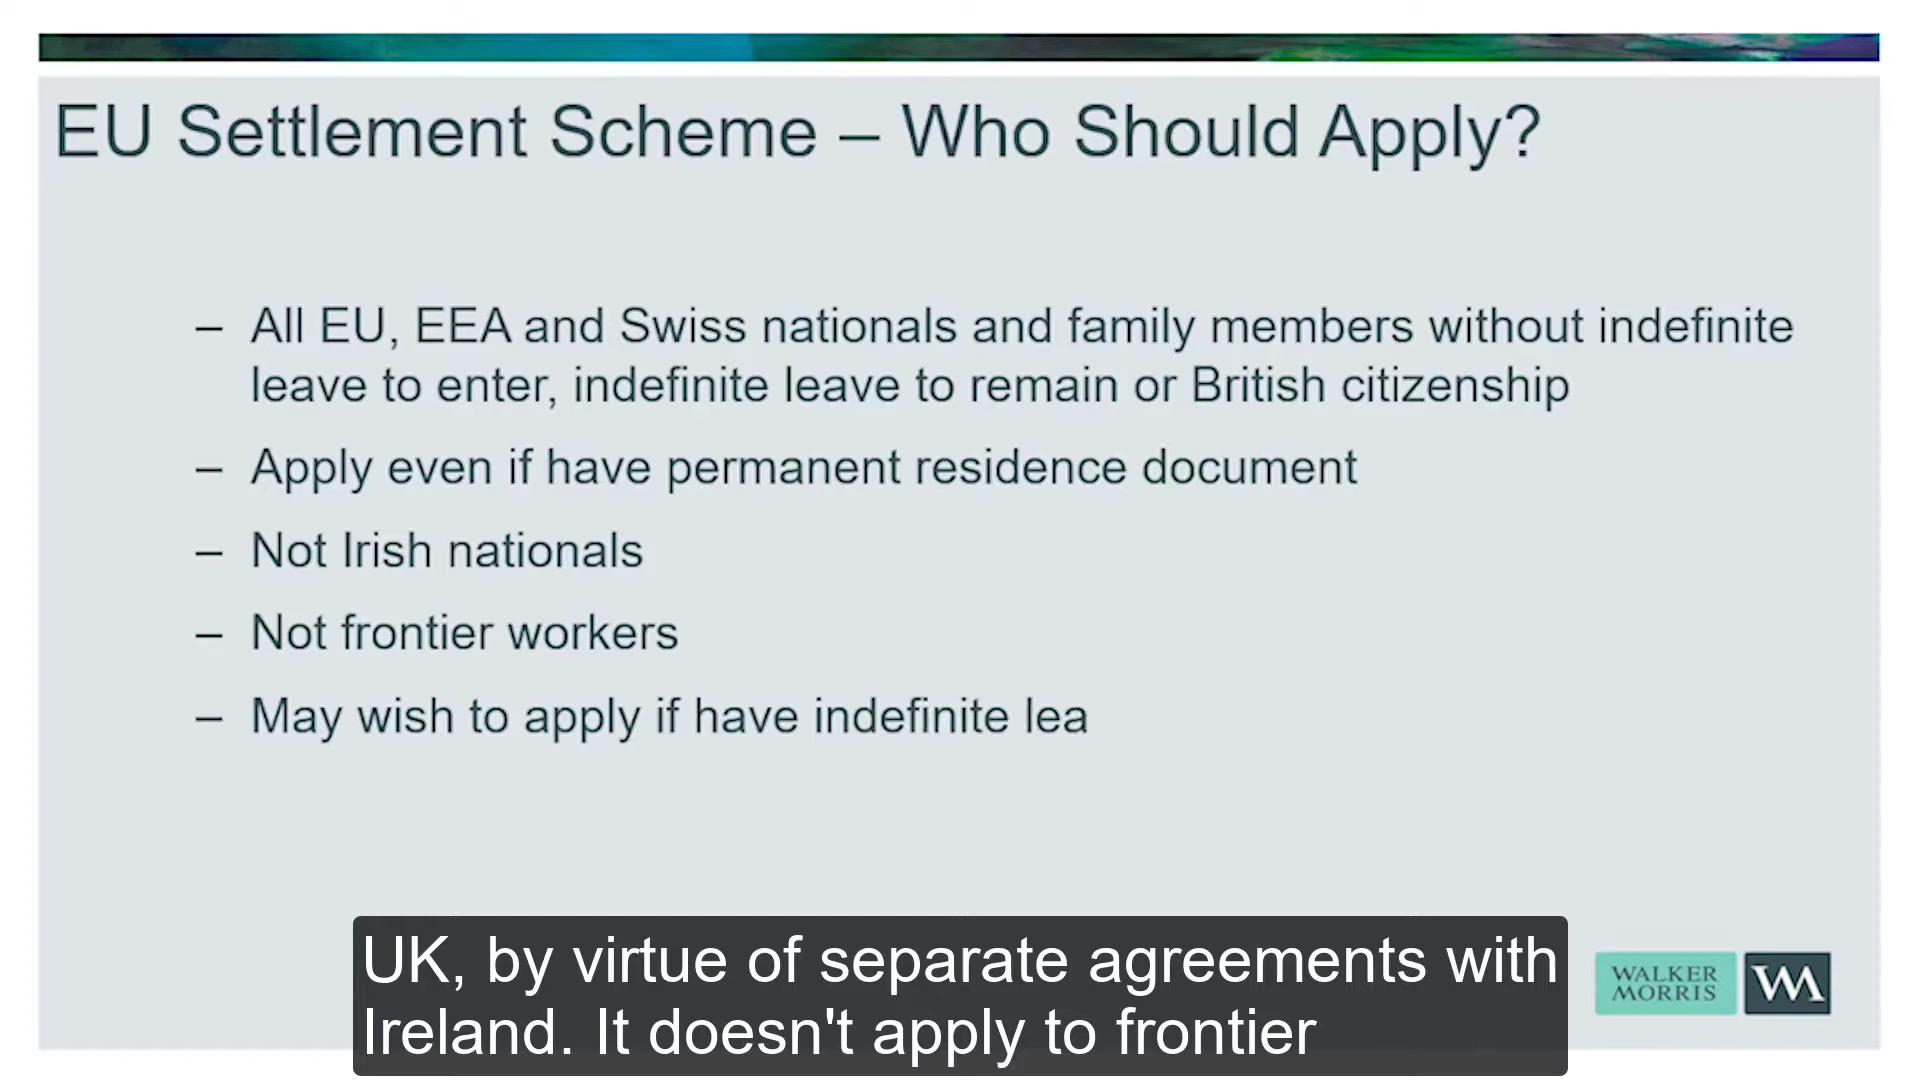 EU Settlement Scheme – Who Should Apply?
– All EU, EEA and Swiss nationals and family members without indefinite
leave to enter, indefinite leave to remain or British citizenship
– Apply even if have permanent residence document
– Not Irish nationals
– Not frontier workers
– May wish to apply if have indefinite lea
UK, by virtue of separate agreements with
Ireland. It doesn't apply to frontier
WALKER
MORRIS
WM